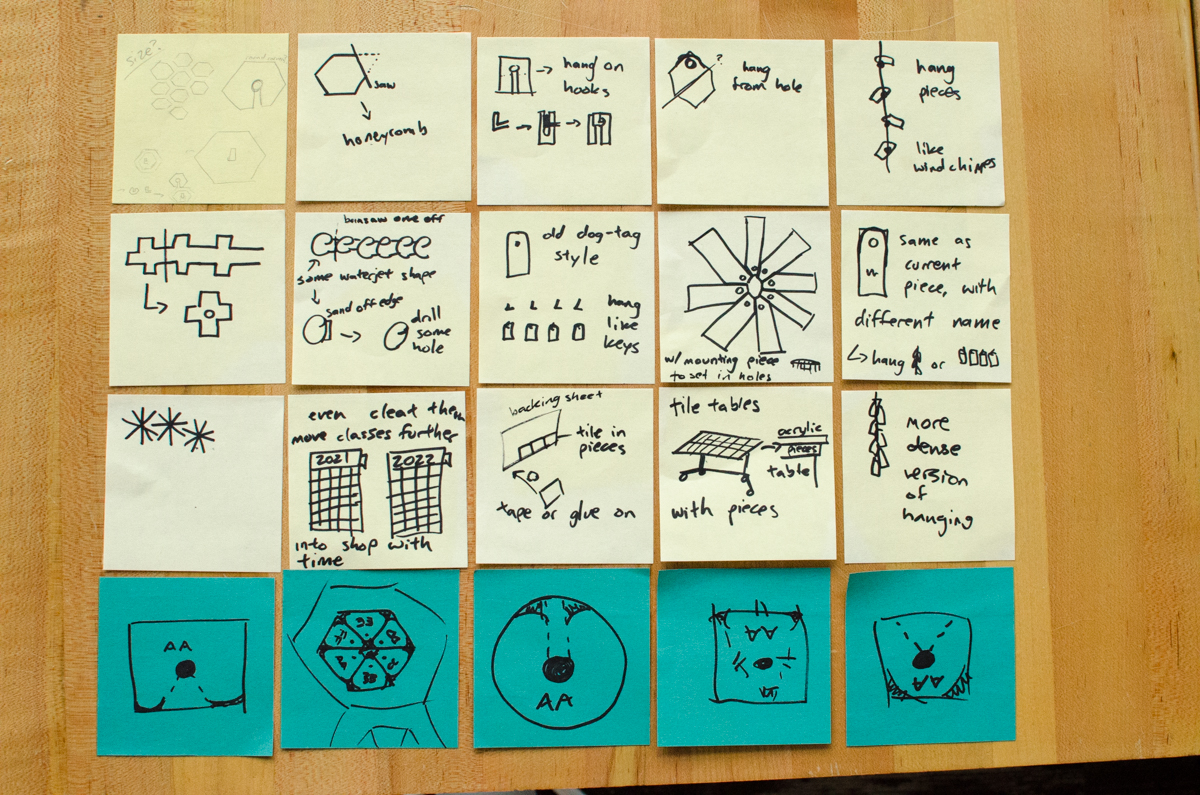 size?
saw
honeycomb
hang on
hooks
?
hang
from hole
hang
pieces
like
windchimes
bansaw one off
same waterjet shape
sand off edge
drill
some
hole
old dog-tag
style
hang
like
keys
w/ mounting piece
to set in holes
same as
current
piece, with
different name
hang or
even cleat them
move classes further
2021 2022
into shop with
time
backing sheet
tile in
pieces
tape or glue on
tile tables
acrylic
pieces
table
with pieces
more
dense
version
of
hanging
AA
AA
AA
AA